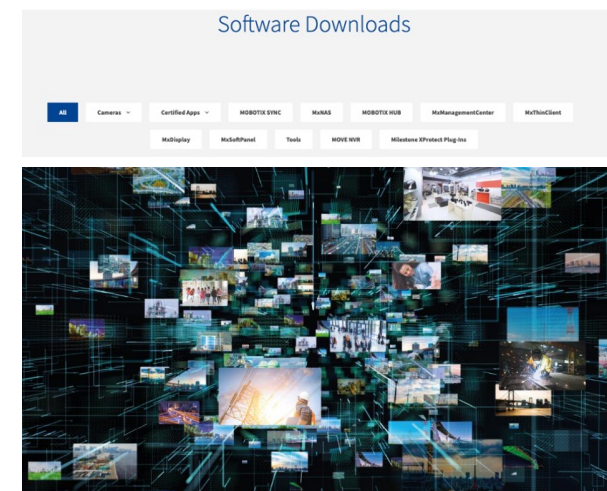 Software Downloads
All Cameras Certified Apps MOBOTIX SYNC MxNAS MOBOTIX HUB MxManagementCenter MxThinClient
MxDisplay MxSoftPanel Tools MOVE NVR Milestone XProtect Plug-ins